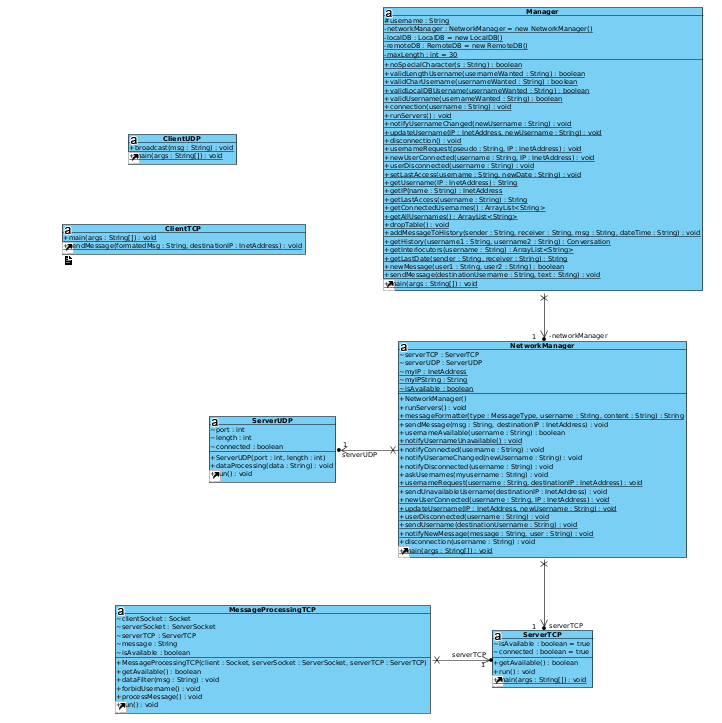 Manager
#username : String
-networkManager : NetworkManager = new NetworkManager()
-localDB : LocalDB = new LocalDB()
-remoteDB : RemoteDB = new RemoteDB()
-maxLength : int = 30
+noSpecialCharacter(s : String) : boolean
+validLengthUsername(usernameWanted : String) : boolean
+validCharUsername(usernameWanted : String) : boolean
+validLocalDBUsername(usernameWanted : String) : boolean
+validUsername(usernameWanted : String) : boolean
+connection(username : String) : void
+runServers() : void
+notifyUsernameChanged(newUsername : String) : void
+updateUsername(IP : InetAddress, newUsername : String) : void
+disconnection() : void
+usernameRequest(pseudo : String, IP : InetAddress) : void
+newUserConnected(username : String, IP : InetAddress) : void
+userDisconnected(username : String) : void
+setLastAccess(username : String, newDate : String) : void
+getUsername(IP : InetAddress) : String
+getIP(name : String) : InetAddress
+getLastAccess(username : String) : String
+getConnectedUsernames() : ArrayList<String>
+getAllUsernames() : ArrayList<String>
+dropTable() : void
+addMessageToHistory(sender : String, receiver : String, msg : String, dateTime : String) : void
+getHistory(username1 : String, username2 : String) : Conversation
+getInterlocutors(username : String) : ArrayList<String>
+getLastDate(sender : String, receiver : String) : String
+newMessage(user1 : String, user2 : String) : boolean
+sendMessage(destinationUsername : String, text : String) : void
+main(args : String[]) : void
ClientUDP
+broadcast(msg : String) : void
+main(args : String[]) : void
ClientTCP
+main(args : String[]) : void
+sendMessage(formatedMsg : String, destinationIP : InetAddress) : void
1
-networkManager
NetworkManager
~serverTCP : ServerTCP
~serverUDP : ServerUDP
~myIP : InetAddress
~myIPString : String
~isAvailable : boolean
+NetworkManager()
+runServers() : void
+messageFormatter(type : MessageType, username : String, content : String) : String
+sendMessage(msg : String, destinationIP : InetAddress) : void
+usernameAvailable(username : String) : boolean
+notifyUsernameUnavailable() : void
+notifyConnected(username : String) : void
+notifyUserameChanged(newUsername : String) : void
+notifyDisconnected(username : String) : void
+askUsernames(myusername : String) : void
+usernameRequest(username : String, destinationIP : InetAddress) : void
+sendUnavailableUsername(destinationIP : InetAddress) : void
+newUserConnected(username : String, IP : InetAddress) : void
+updateUsername(IP : InetAddress, newUsername : String) : void
+userDisconnected(username : String) : void
+sendUsername(destinationUsername : String) : void
+notifyNewMessage(message : String, user : String) : void
+disconnection(username : String) : void
+main(args : String[]) : void
ServerUDP
~port : int
~length : int
~connected : boolean
+ServerUDP(port : int, length : int)
+dataProcessing(data : String) : void
+run() : void
1
serverUDP
1
serverTCP
MessageProcessingTCP
~clientSocket : Socket
~serverSocket : ServerSocket
~serverTCP : ServerTCP
~message : String
~isAvailable : boolean
+MessageProcessingTCP(client : Socket, serverSocket : ServerSocket, serverTCP : ServerTCP)
+getAvailable() : boolean
+dataFilter(msg : String) : void
+forbidUsername() : void
+processMessage() : void
+run() : void
serverTCP
1
ServerTCP
~isAvailable : boolean = true
~connected : boolean = true
+getAvailable() : boolean
+run() : void
+main(args : String[]) : void